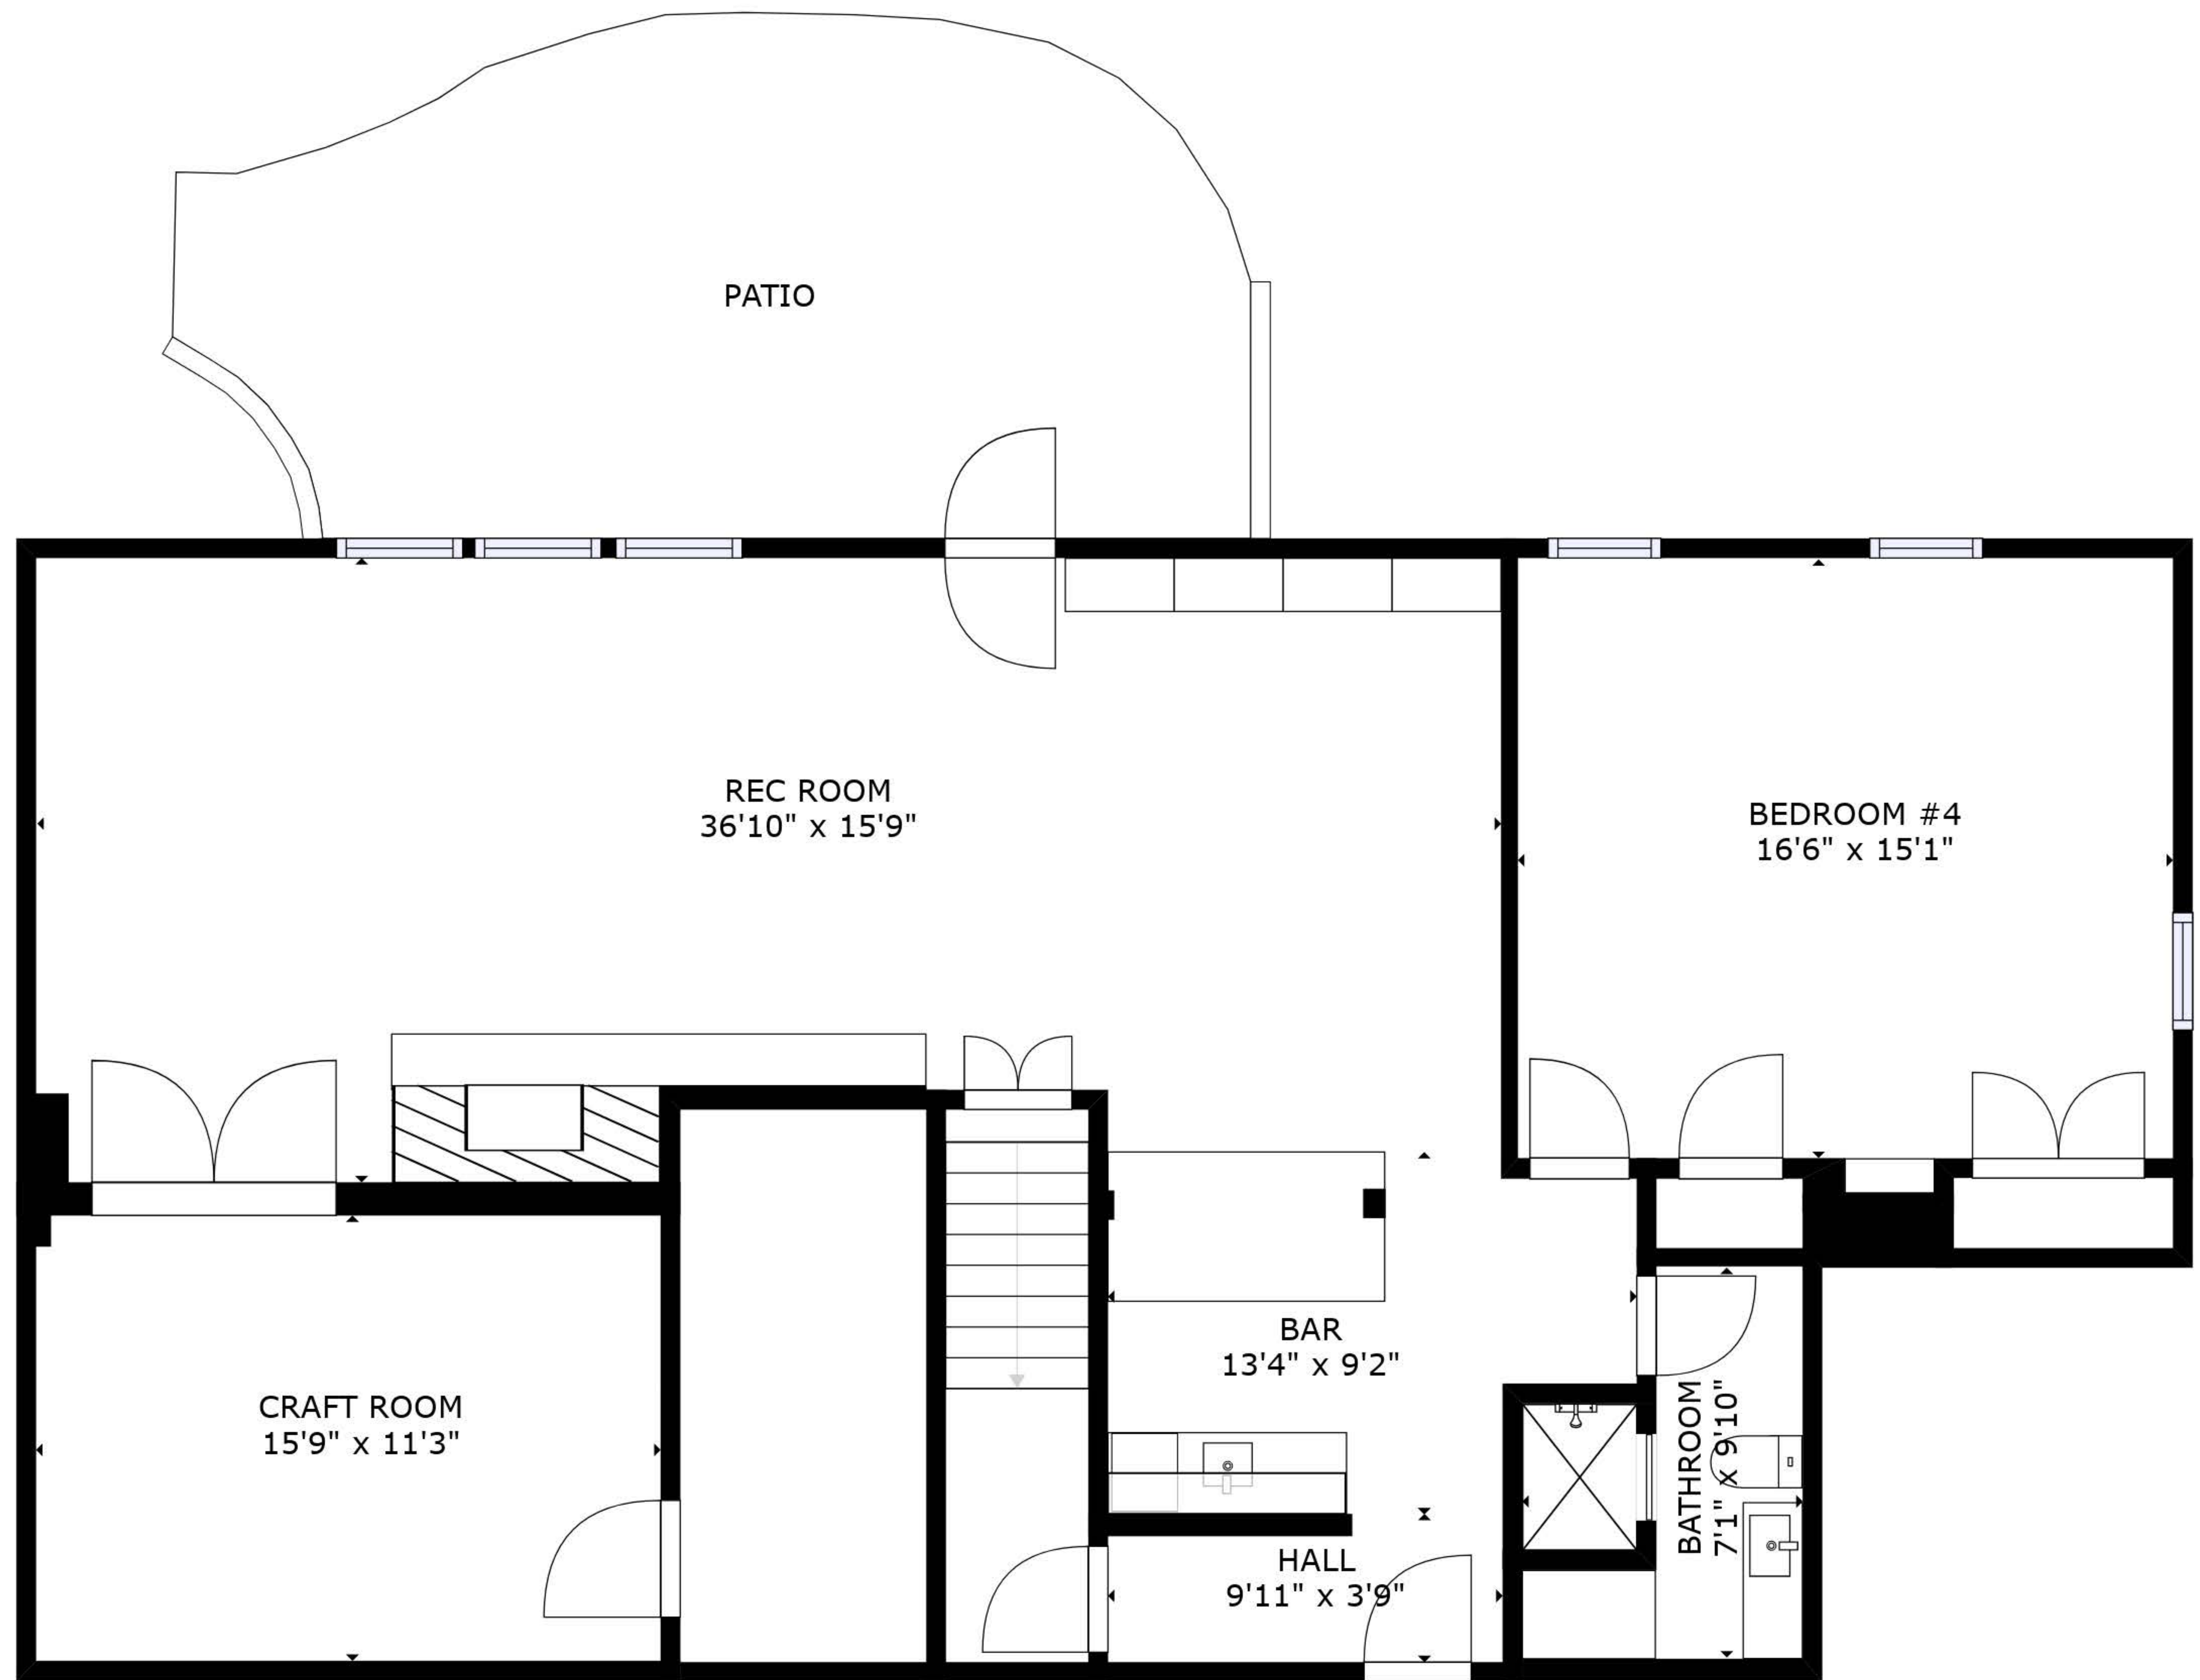 PATIO
REC ROOM
36'10" x 15'9"
BEDROOM #4
16'6" x 15'1"
BAR
13'4" x 9'2"
CRAFT ROOM
15'9" x 11'3"
BATHROOM
7'1" x 9'10"
HALL
9'11" x 3'9"